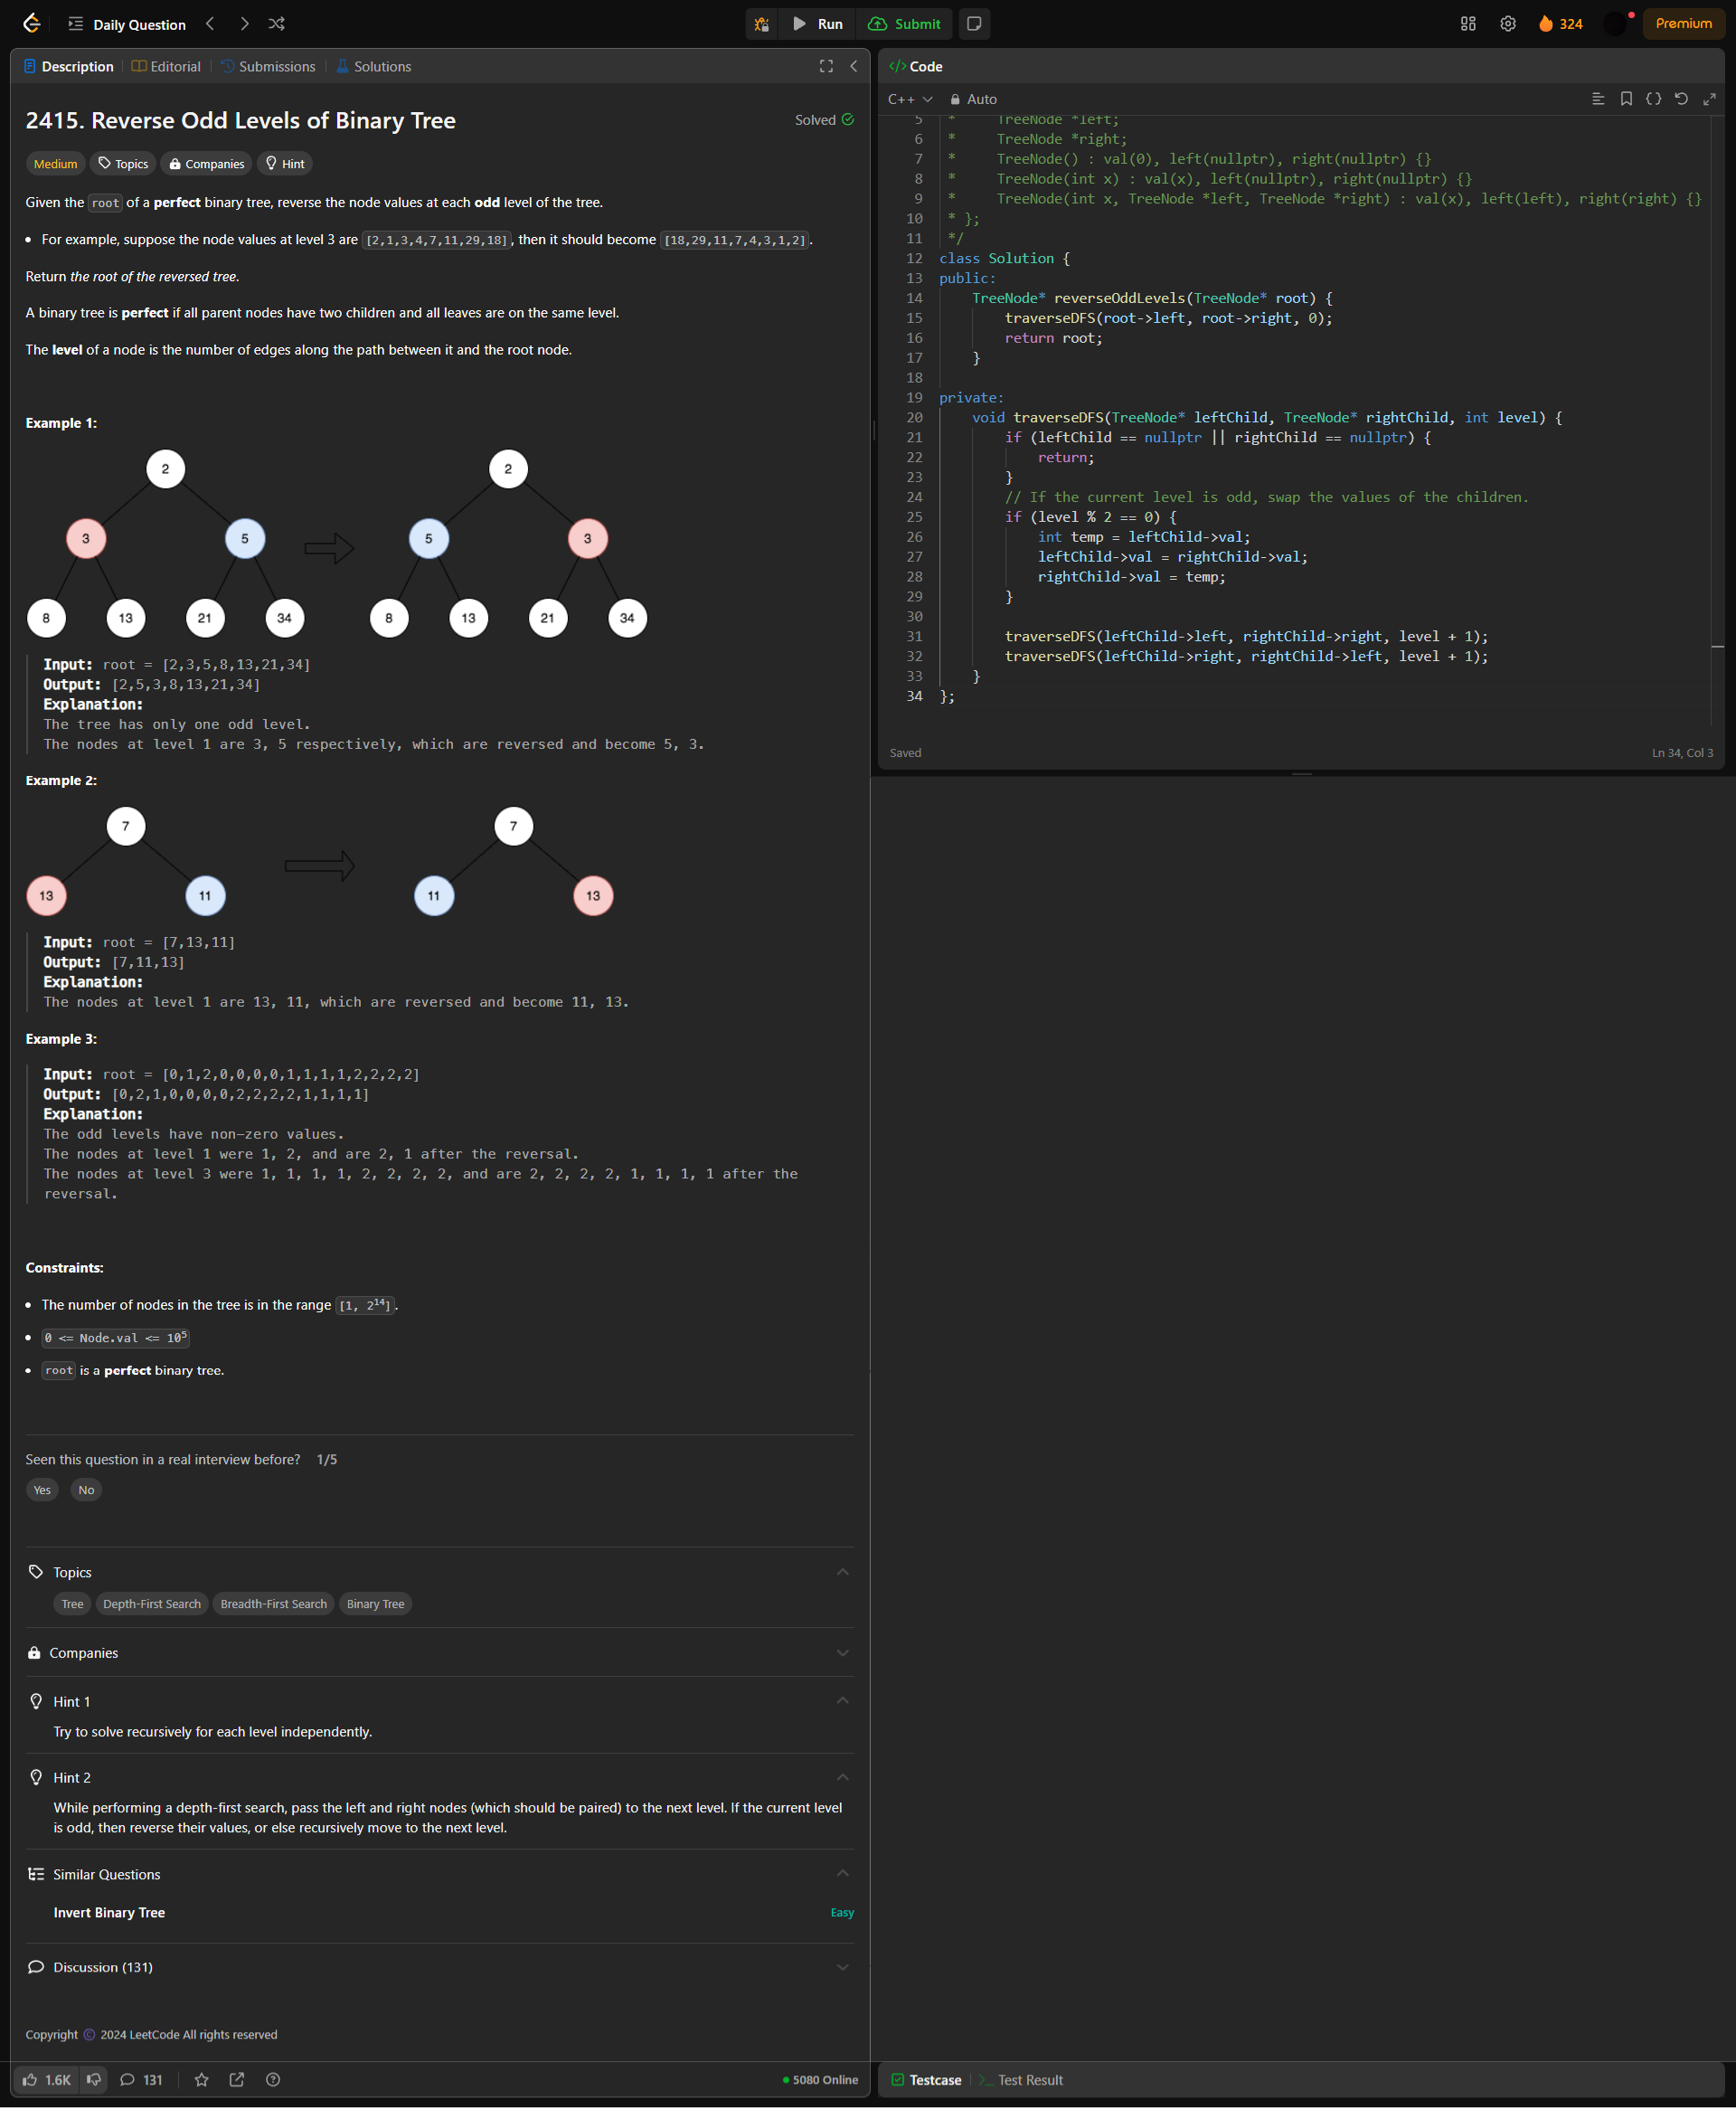 Daily Question
Run
Submit
324
Premium
Description
Editorial
Submissions
Solutions
2415. Reverse Odd Levels of Binary Tree
Solved
Medium
Topics
Companies
Hint
Given the root of a perfect binary tree, reverse the node values at each odd level of the tree.
• For example, suppose the node values at level 3 are [2,1,3,4,7,11,29,18], then it should become [18,29,11,7,4,3,1,2].
Return the root of the reversed tree.
A binary tree is perfect if all parent nodes have two children and all leaves are on the same level.
The level of a node is the number of edges along the path between it and the root node.
Example 1:
2 2
3 5 5 3
8 13 21 34 8 13 21 34
Input: root = [2,3,5,8,13,21,34]
Output: [2,5,3,8,13,21,34]
Explanation:
The tree has only one odd level.
The nodes at level 1 are 3, 5 respectively, which are reversed and become 5, 3.
Example 2:
7 7
13 11 11 13
Input: root = [7,13,11]
Output: [7,11,13]
Explanation:
The nodes at level 1 are 13, 11, which are reversed and become 11, 13.
Example 3:
Input: root = [0,1,2,0,0,0,0,1,1,1,1,2,2,2,2]
Output: [0,2,1,0,0,0,0,2,2,2,2,1,1,1,1]
Explanation:
The odd levels have non-zero values.
The nodes at level 1 were 1, 2, and are 2, 1 after the reversal.
The nodes at level 3 were 1, 1, 1, 1, 2, 2, 2, 2, and are 2, 2, 2, 2, 1, 1, 1, 1 after the
reversal.
Constraints:
• The number of nodes in the tree is in the range [1, 2¹⁴].
• 0 <= Node.val <= 10⁵
• root is a perfect binary tree.
Seen this question in a real interview before? 1/5
Yes No
Topics
Tree Depth-First Search Breadth-First Search Binary Tree
Companies
Hint 1
Try to solve recursively for each level independently.
Hint 2
While performing a depth-first search, pass the left and right nodes (which should be paired) to the next level. If the current level
is odd, then reverse their values, or else recursively move to the next level.
Similar Questions
Invert Binary Tree Easy
Discussion (131)
Copyright © 2024 LeetCode All rights reserved
1.6K 131 5080 Online
</> Code
C++ Auto
5 * TreeNode *left;
6 * TreeNode *right;
7 * TreeNode() : val(0), left(nullptr), right(nullptr) {}
8 * TreeNode(int x) : val(x), left(nullptr), right(nullptr) {}
9 * TreeNode(int x, TreeNode *left, TreeNode *right) : val(x), left(left), right(right) {}
10 * };
11 */
12 class Solution {
13 public:
14 TreeNode* reverseOddLevels(TreeNode* root) {
15 traverseDFS(root->left, root->right, 0);
16 return root;
17 }
18
19 private:
20 void traverseDFS(TreeNode* leftChild, TreeNode* rightChild, int level) {
21 if (leftChild == nullptr || rightChild == nullptr) {
22 return;
23 }
24 // If the current level is odd, swap the values of the children.
25 if (level % 2 == 0) {
26 int temp = leftChild->val;
27 leftChild->val = rightChild->val;
28 rightChild->val = temp;
29 }
30
31 traverseDFS(leftChild->left, rightChild->right, level + 1);
32 traverseDFS(leftChild->right, rightChild->left, level + 1);
33 }
34 };
Saved Ln 34, Col 3
Testcase
>_ Test Result